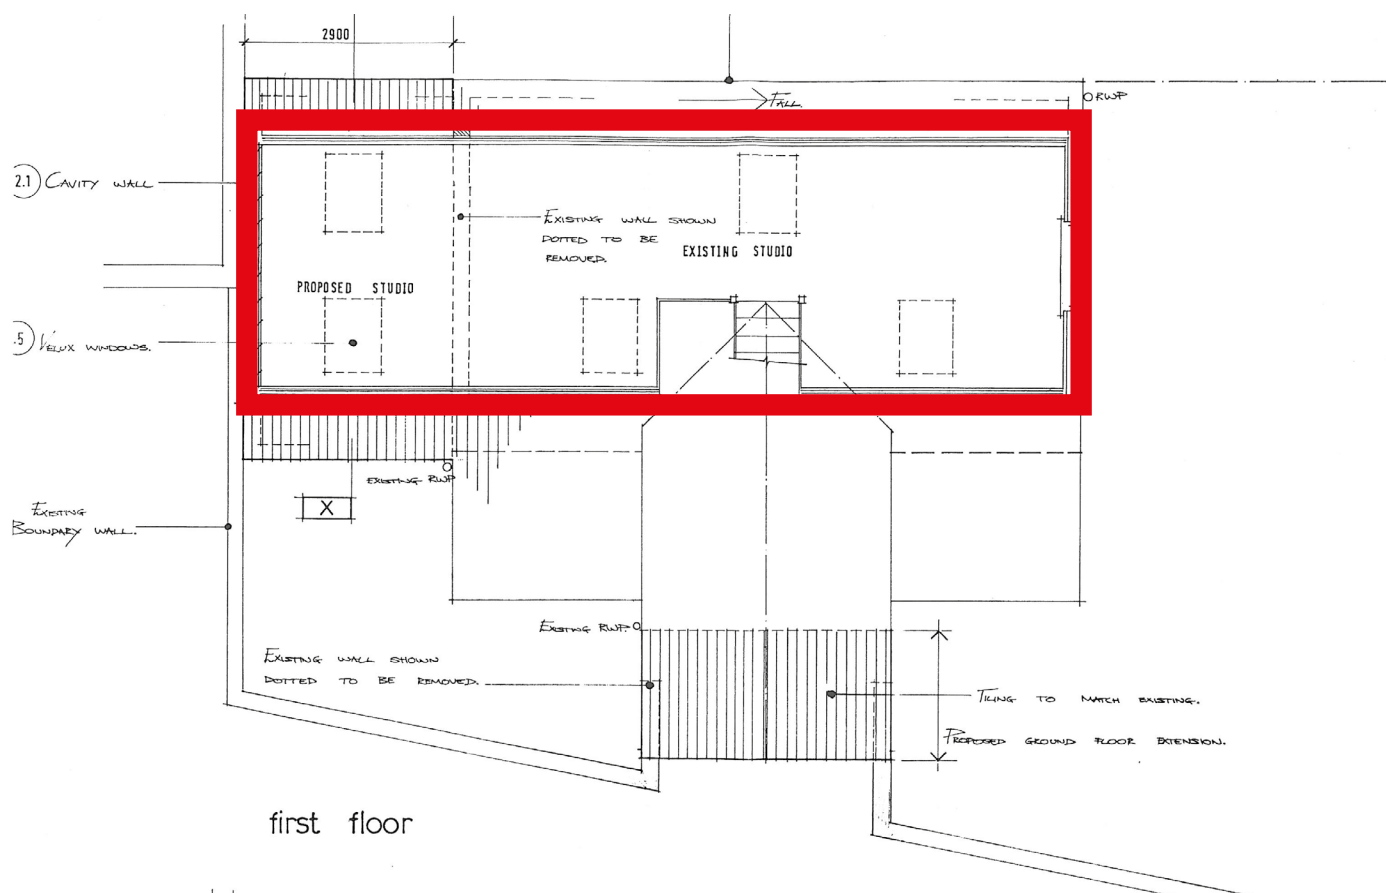 2900
FALL.
RWP
2.1 CAVITY WALL
EXISTING WALL SHOWN
DOTTED TO BE
REMOVED.
EXISTING STUDIO
PROPOSED STUDIO
.5 VELUX WINDOWS.
EXISTING RWP
X
EXISTING
BOUNDARY WALL.
EXISTING RWP.
EXISTING WALL SHOWN
DOTTED TO BE REMOVED.
TILING TO MATCH EXISTING.
PROPOSED GROUND FLOOR EXTENSION.
first floor